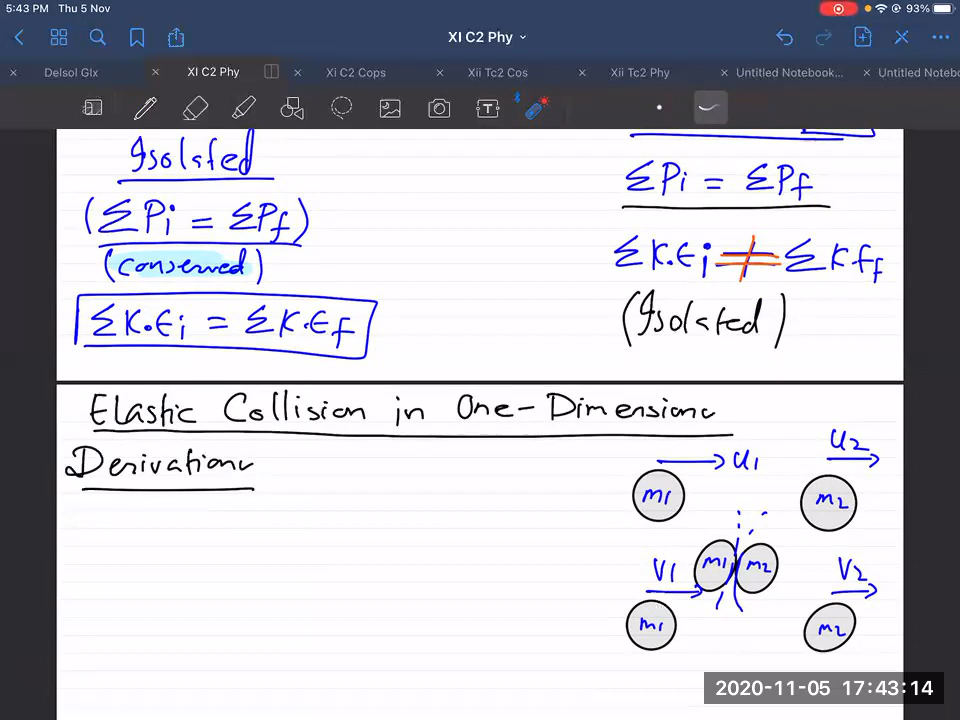 5:43 PM Thu 5 Nov
93%
XI C2 Phy
Delsol Glx
XI C2 Phy
Xi C2 Cops
Xii Tc2 Cos
Xii Tc2 Phy
Untitled Notebook...
Untitled Notebo
Isolated
(ΣPi = ΣPf)
(conserved)
ΣK.Ei = ΣK.Ef
ΣPi = ΣPf
ΣK.Ei ≠ ΣKEf
(Isolated)
Elastic Collision in One-Dimension
Derivation
U1
U2
m1
m2
m1
m2
V1
V2
m1
m2
2020-11-05 17:43:14